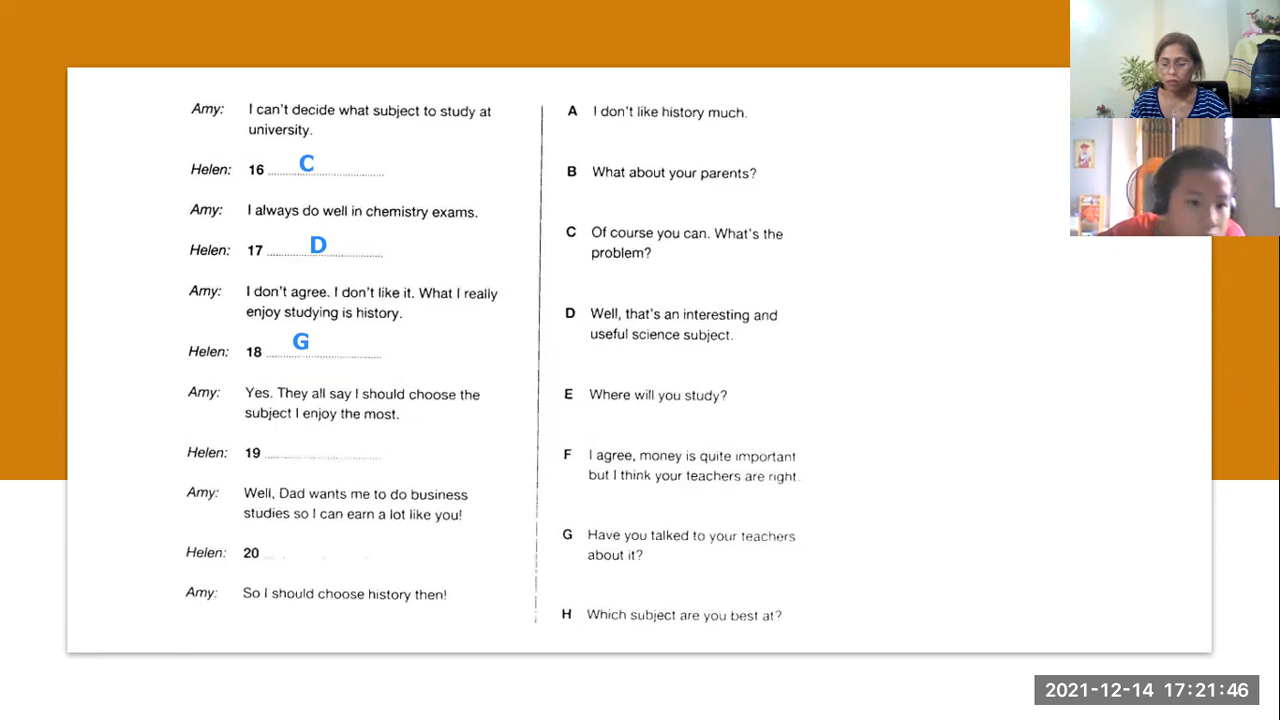 Amy: I can't decide what subject to study at
university.
Helen: 16 C
Amy: I always do well in chemistry exams.
Helen: 17 D
Amy: I don't agree. I don't like it. What I really
enjoy studying is history.
Helen: 18 G
Amy: Yes. They all say I should choose the
subject I enjoy the most.
Helen: 19
Amy: Well, Dad wants me to do business
studies so I can earn a lot like you!
Helen: 20
Amy: So I should choose history then!
A I don't like history much.
B What about your parents?
C Of course you can. What's the
problem?
D Well, that's an interesting and
useful science subject.
E Where will you study?
F I agree, money is quite important
but I think your teachers are right.
G Have you talked to your teachers
about it?
H Which subject are you best at?
2021-12-14 17:21:46